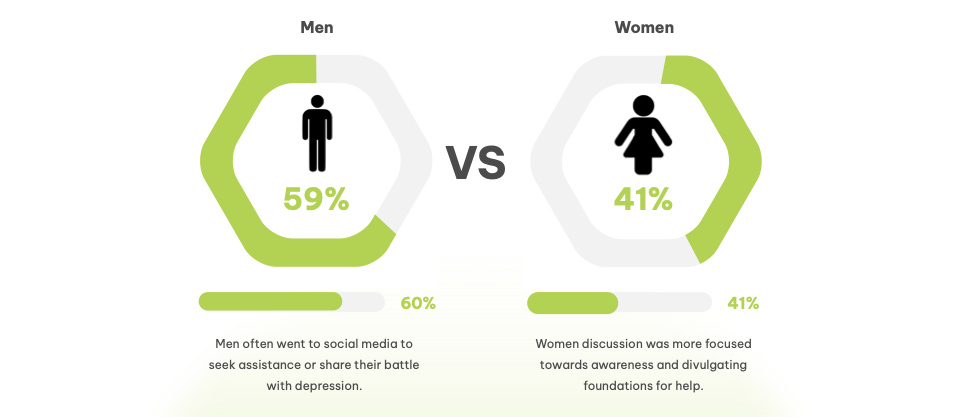 Men
Women
59%
VS
41%
60%
41%
Men often went to social media to
seek assistance or share their battle
with depression.
Women discussion was more focused
towards awareness and divulgating
foundations for help.